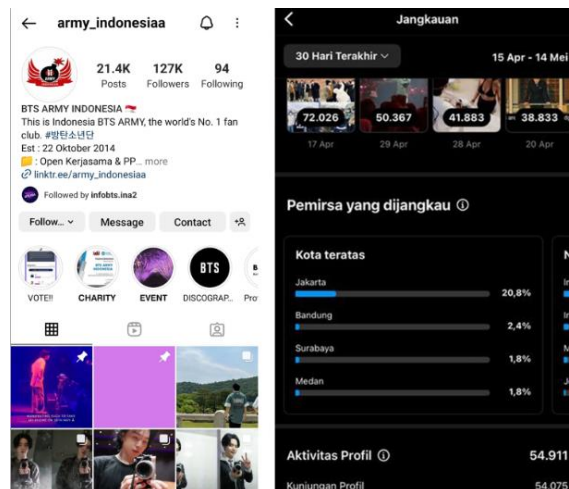 army_indonesiaa
21.4K
127K
94
Posts
Followers
Following
BTS ARMY INDONESIA
This is Indonesia BTS ARMY, the world's No. 1 fan
club. #방탄소년단
Est : 22 Oktober 2014
: Open Kerjasama & PP... more
linktr.ee/army_indonesiaa
Followed by infobts.ina2
Follow...
Message
Contact
VOTE!!
CHARITY
EVENT
DISCOGRAP...
BTS
Jangkauan
30 Hari Terakhir
15 Apr - 14 Mei
72.026
50.367
41.883
38.833
17 Apr
29 Apr
28 Apr
20 Apr
Pemirsa yang dijangkau
Kota teratas
Jakarta
20,8%
Bandung
2,4%
Surabaya
1,8%
Medan
1,8%
Aktivitas Profil
54.911
Kunjungan Profil
54.075